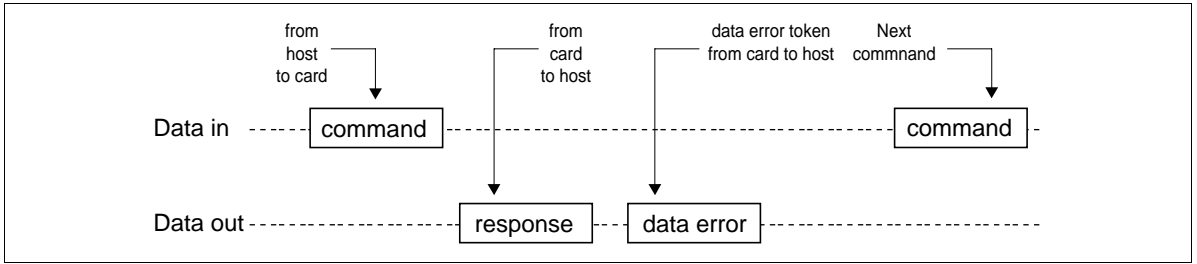 from
host
to card
from
card
to host
data error token
from card to host
Next
commnand
Data in
command
command
Data out
response
data error